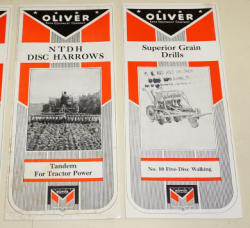 OLIVER
NTDH
DISC HARROWS
Tandem
For Tractor Power
OLIVER
Superior Grain
Drills
No. 10 Five-Disc Walking